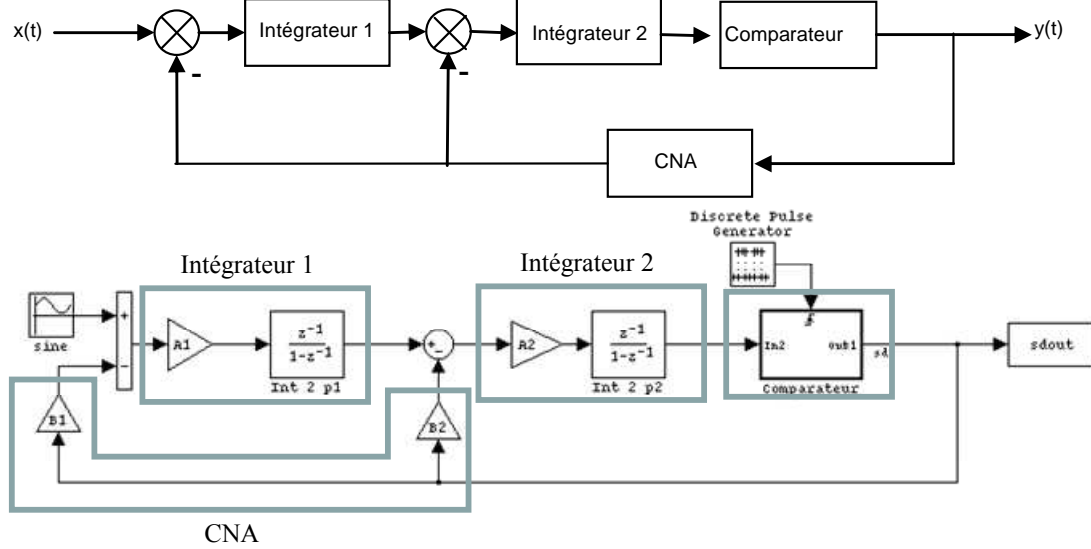 x(t)
Intégrateur 1
Intégrateur 2
Comparateur
y(t)
-
-
CNA
Discrete Pulse
Generator
Intégrateur 1
Intégrateur 2
sine
+
−
A1
z⁻¹
1-z⁻¹
Int 2 p1
+
-
A2
z⁻¹
1-z⁻¹
Int 2 p2
In2
out1
Comparateur
sd
sdout
B1
B2
CNA